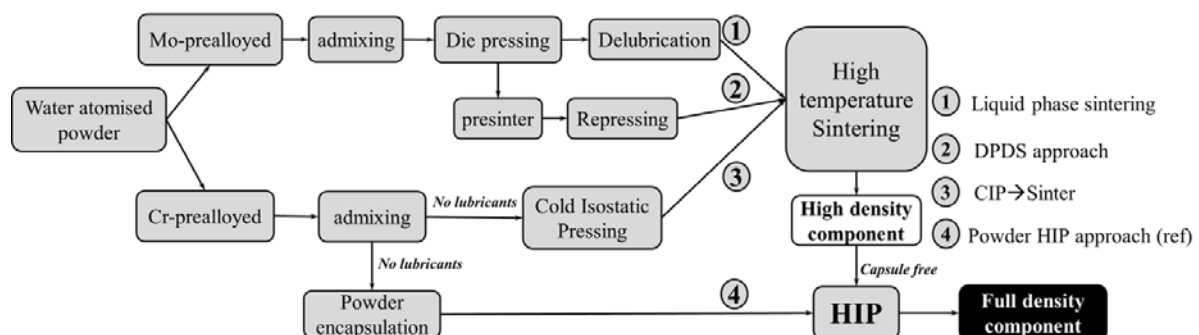 Water atomised
powder
Mo-prealloyed
admixing
Die pressing
Delubrication
1
presinter
Repressing
2
Cr-prealloyed
admixing
No lubricants
Cold Isostatic
Pressing
3
No lubricants
Powder
encapsulation
4
High
temperature
Sintering
High density
component
Capsule free
HIP
Full density
component
1 Liquid phase sintering
2 DPDS approach
3 CIP→Sinter
4 Powder HIP approach (ref)